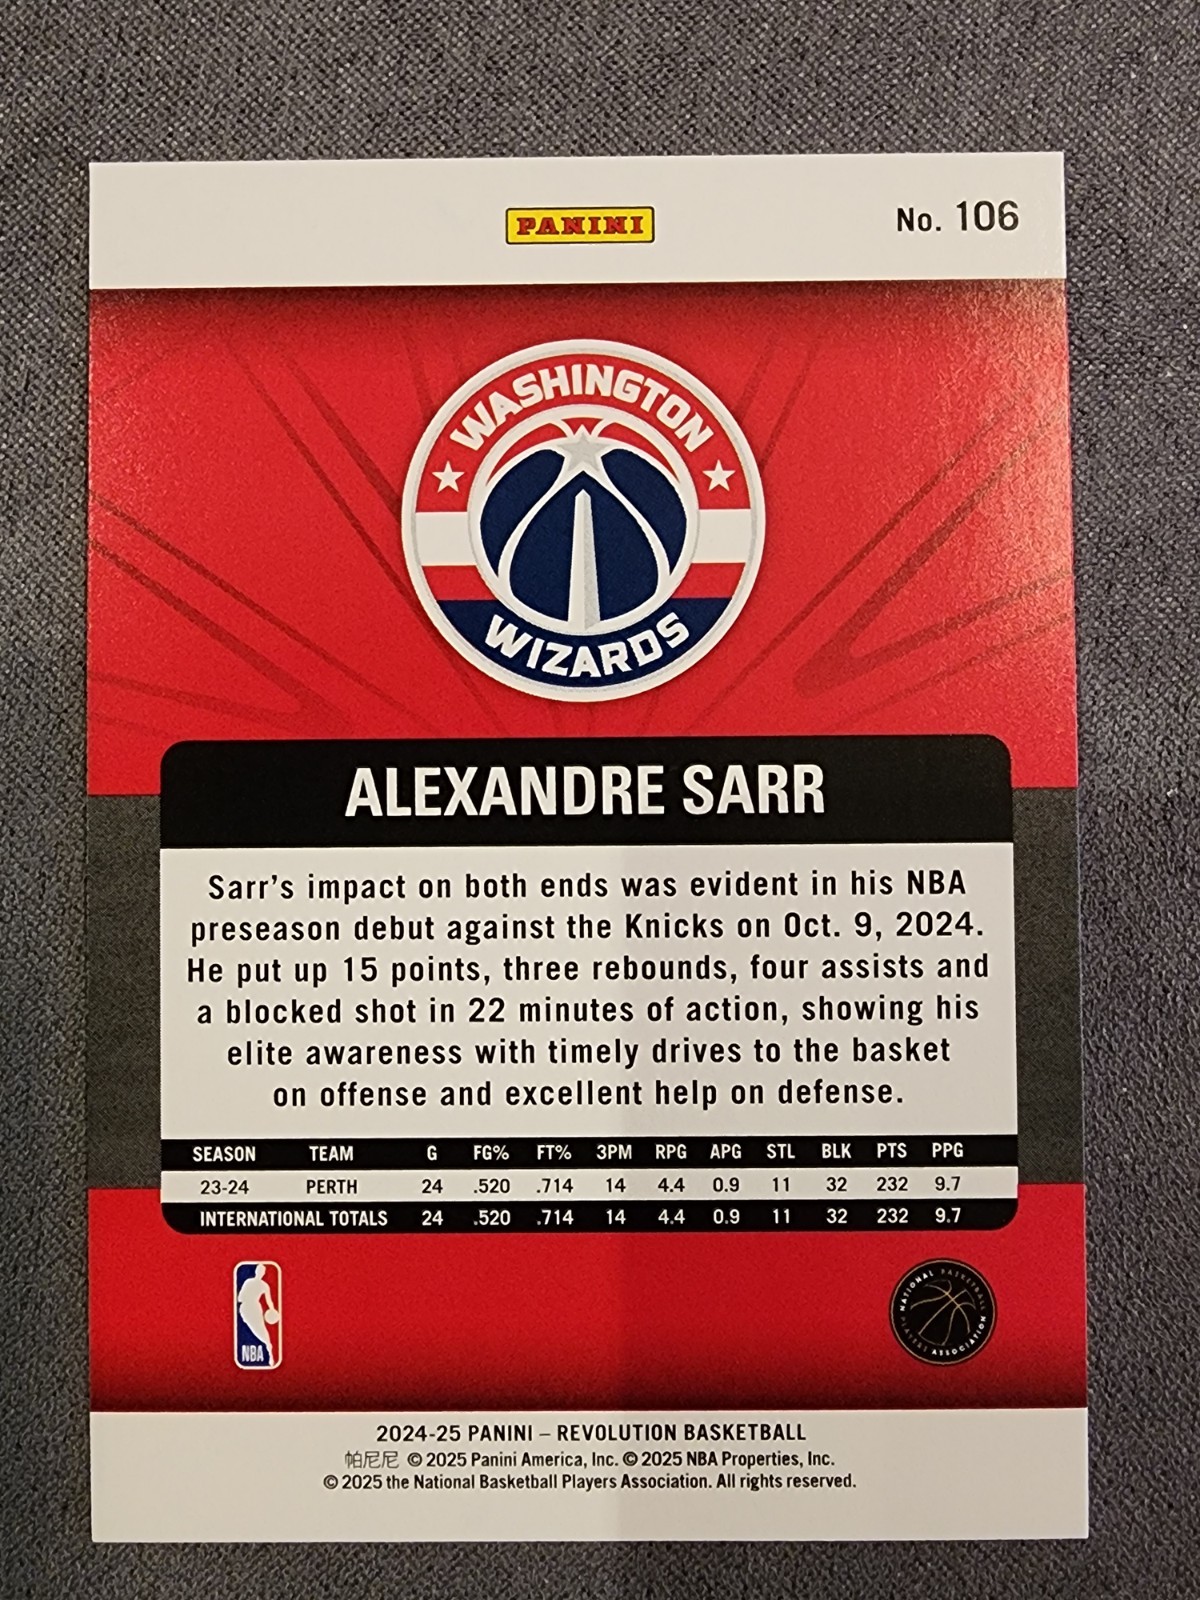 PANINI
No. 106
WASHINGTON
WIZARDS
ALEXANDRE SARR
Sarr's impact on both ends was evident in his NBA
preseason debut against the Knicks on Oct. 9, 2024.
He put up 15 points, three rebounds, four assists and
a blocked shot in 22 minutes of action, showing his
elite awareness with timely drives to the basket
on offense and excellent help on defense.
SEASON TEAM G FG% FT% 3PM RPG APG STL BLK PTS PPG
23-24 PERTH 24 .520 .714 14 4.4 0.9 11 32 232 9.7
INTERNATIONAL TOTALS 24 .520 .714 14 4.4 0.9 11 32 232 9.7
NBA
NATIONAL BASKETBALL
PLAYERS ASSOCIATION
2024-25 PANINI – REVOLUTION BASKETBALL
帕尼尼 © 2025 Panini America, Inc. © 2025 NBA Properties, Inc.
© 2025 the National Basketball Players Association. All rights reserved.